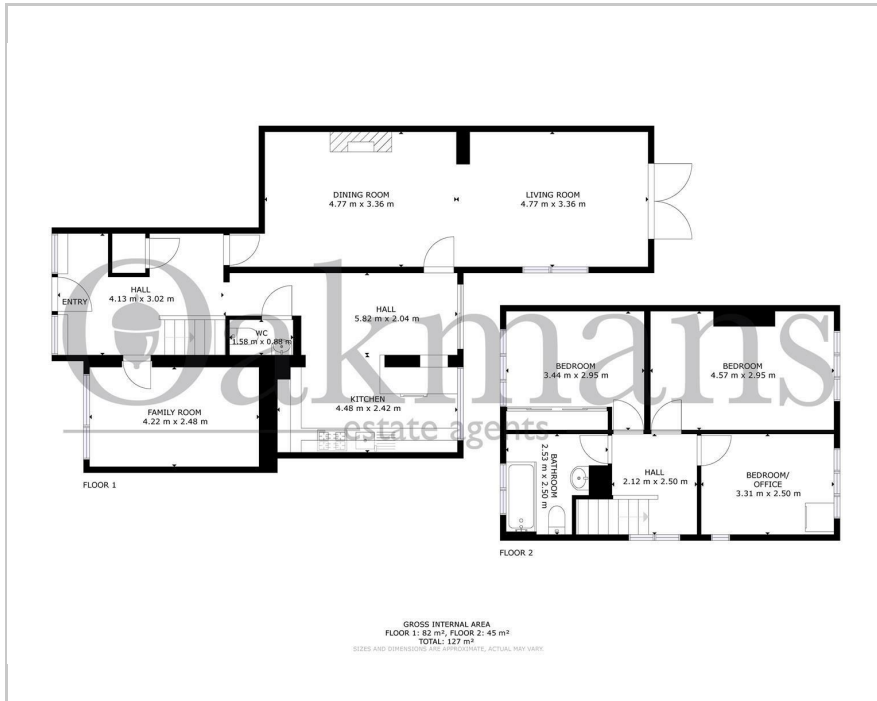 DINING ROOM
4.77 m x 3.36 m
LIVING ROOM
4.77 m x 3.36 m
HALL
4.13 m x 3.02 m
ENTRY
HALL
5.82 m x 2.04 m
WC
1.58 m x 0.88 m
Oakmans
estate agents
FAMILY ROOM
4.22 m x 2.48 m
KITCHEN
4.48 m x 2.42 m
FLOOR 1
BEDROOM
3.44 m x 2.95 m
BEDROOM
4.57 m x 2.95 m
BATHROOM
2.53 m x 2.50 m
HALL
2.12 m x 2.50 m
BEDROOM/
OFFICE
3.31 m x 2.50 m
FLOOR 2
GROSS INTERNAL AREA
FLOOR 1: 82 m², FLOOR 2: 45 m²
TOTAL: 127 m²
SIZES AND DIMENSIONS ARE APPROXIMATE, ACTUAL MAY VARY.